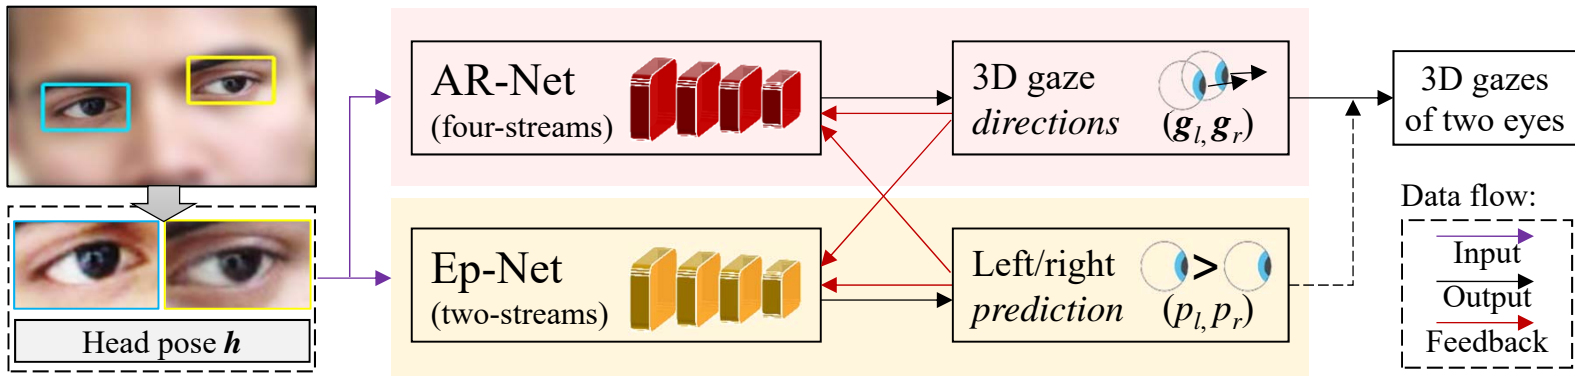 AR-Net
(four-streams)
3D gaze
directions
(g_l, g_r)
3D gazes
of two eyes
Ep-Net
(two-streams)
Left/right
prediction
>
(p_l, p_r)
Head pose h
Data flow:
Input
Output
Feedback